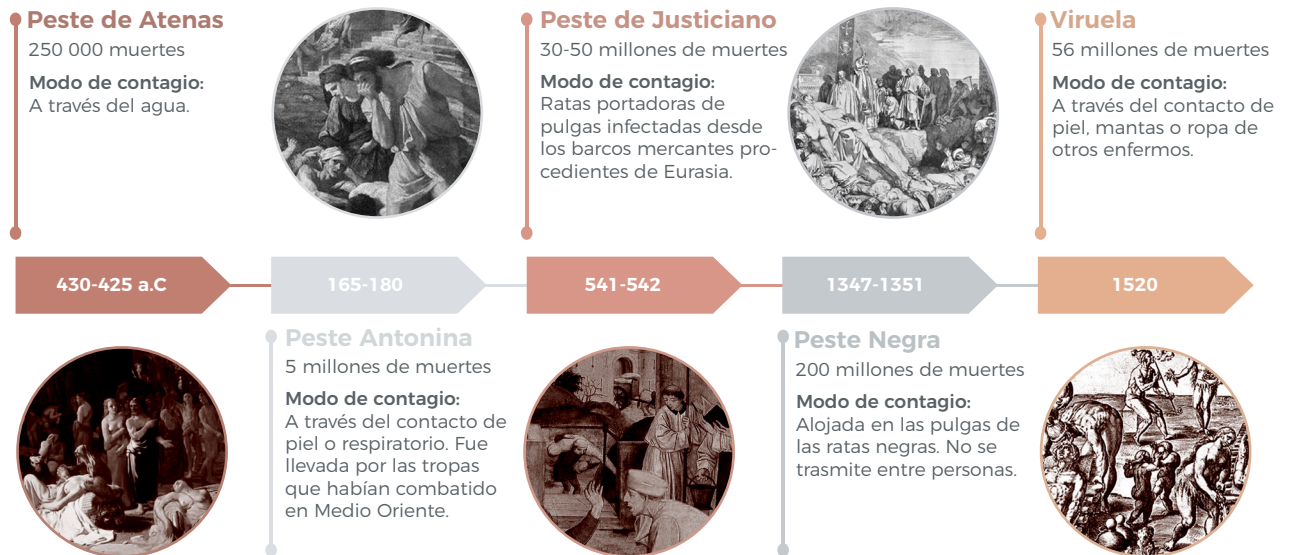 Peste de Atenas
250 000 muertes
Modo de contagio:
A través del agua.
Peste de Justiciano
30-50 millones de muertes
Modo de contagio:
Ratas portadoras de
pulgas infectadas desde
los barcos mercantes pro-
cedientes de Eurasia.
Viruela
56 millones de muertes
Modo de contagio:
A través del contacto de
piel, mantas o ropa de
otros enfermos.
430-425 a.C
165-180
541-542
1347-1351
1520
Peste Antonina
5 millones de muertes
Modo de contagio:
A través del contacto de
piel o respiratorio. Fue
llevada por las tropas
que habían combatido
en Medio Oriente.
Peste Negra
200 millones de muertes
Modo de contagio:
Alojada en las pulgas de
las ratas negras. No se
trasmite entre personas.